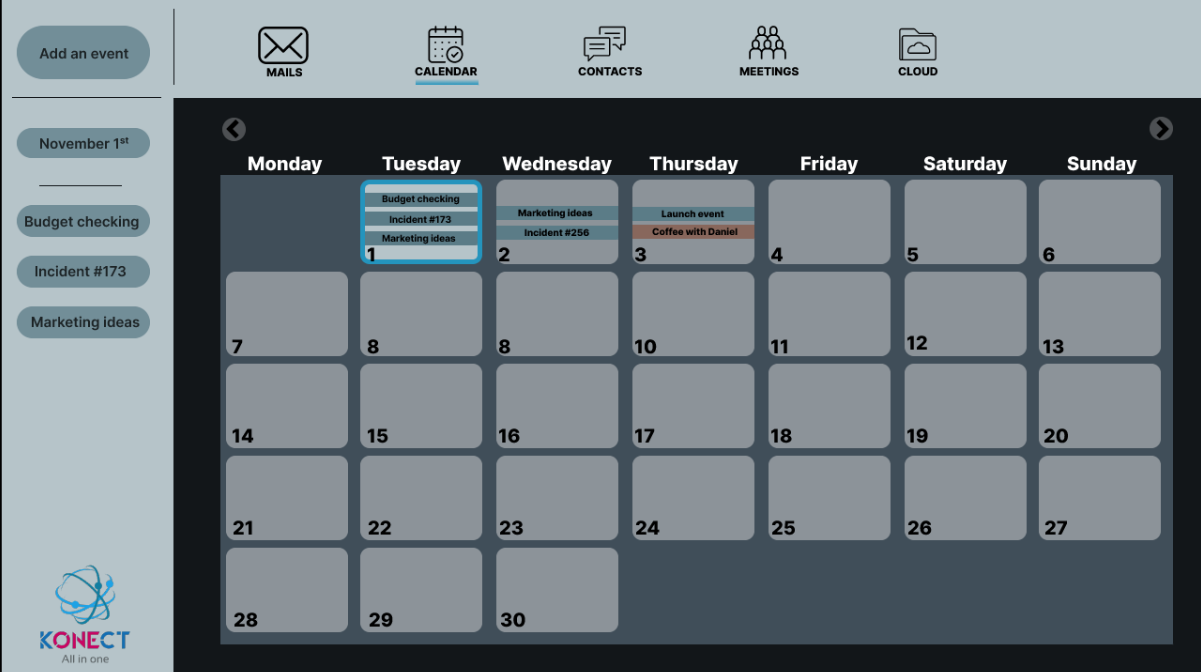 Add an event
MAILS
CALENDAR
CONTACTS
MEETINGS
CLOUD
November 1st
Budget checking
Incident #173
Marketing ideas
Monday Tuesday Wednesday Thursday Friday Saturday Sunday
Budget checking
Incident #173
Marketing ideas
1
Marketing ideas
Incident #256
2
Launch event
Coffee with Daniel
3
4 5 6
7 8 8 10 11 12 13
14 15 16 17 18 19 20
21 22 23 24 25 26 27
28 29 30
KONECT
All in one